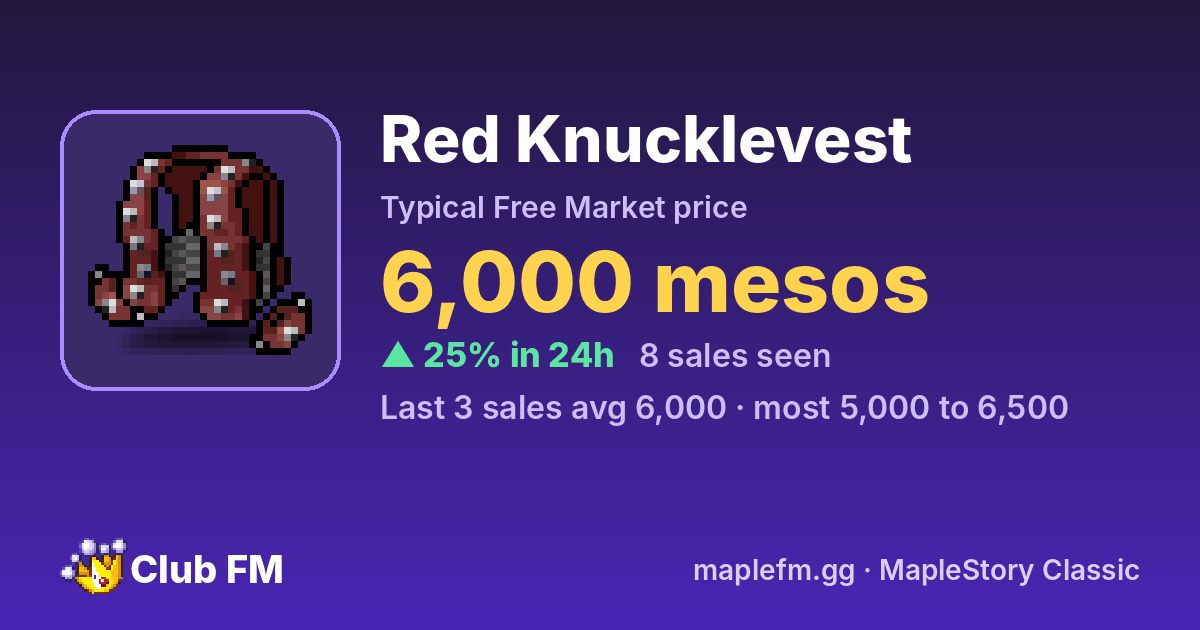 Red Knucklevest
Typical Free Market price
6,000 mesos
▲ 25% in 24h 8 sales seen
Last 3 sales avg 6,000 · most 5,000 to 6,500
Club FM
maplefm.gg · MapleStory Classic